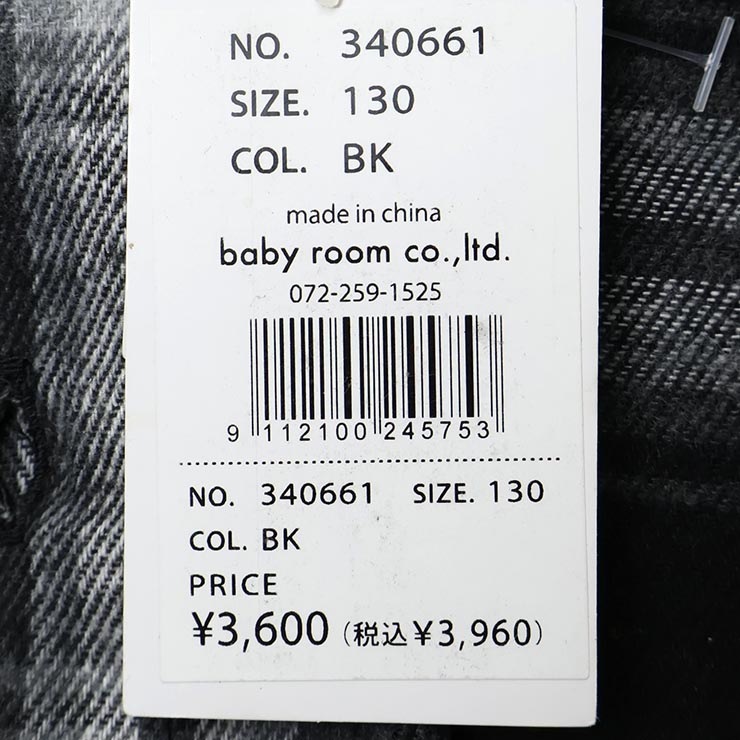 NO. 340661
SIZE. 130
COL. BK
made in china
baby room co.,ltd.
072-259-1525
9 112100 245753
NO. 340661 SIZE. 130
COL. BK
PRICE
¥3,600 (税込¥3,960)